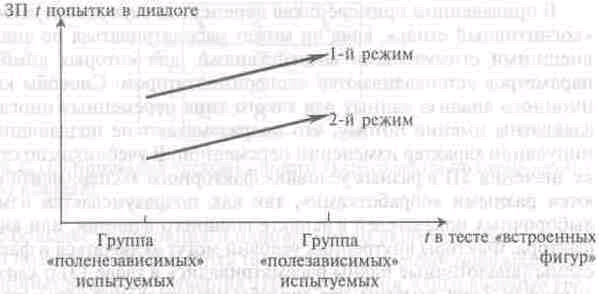 ЗП t попытки в диалоге
1-й режим
2-й режим
Группа
«поленезависимых»
испытуемых
Группа
«полезависимых»
испытуемых
t в тесте «встроенных
фигур»